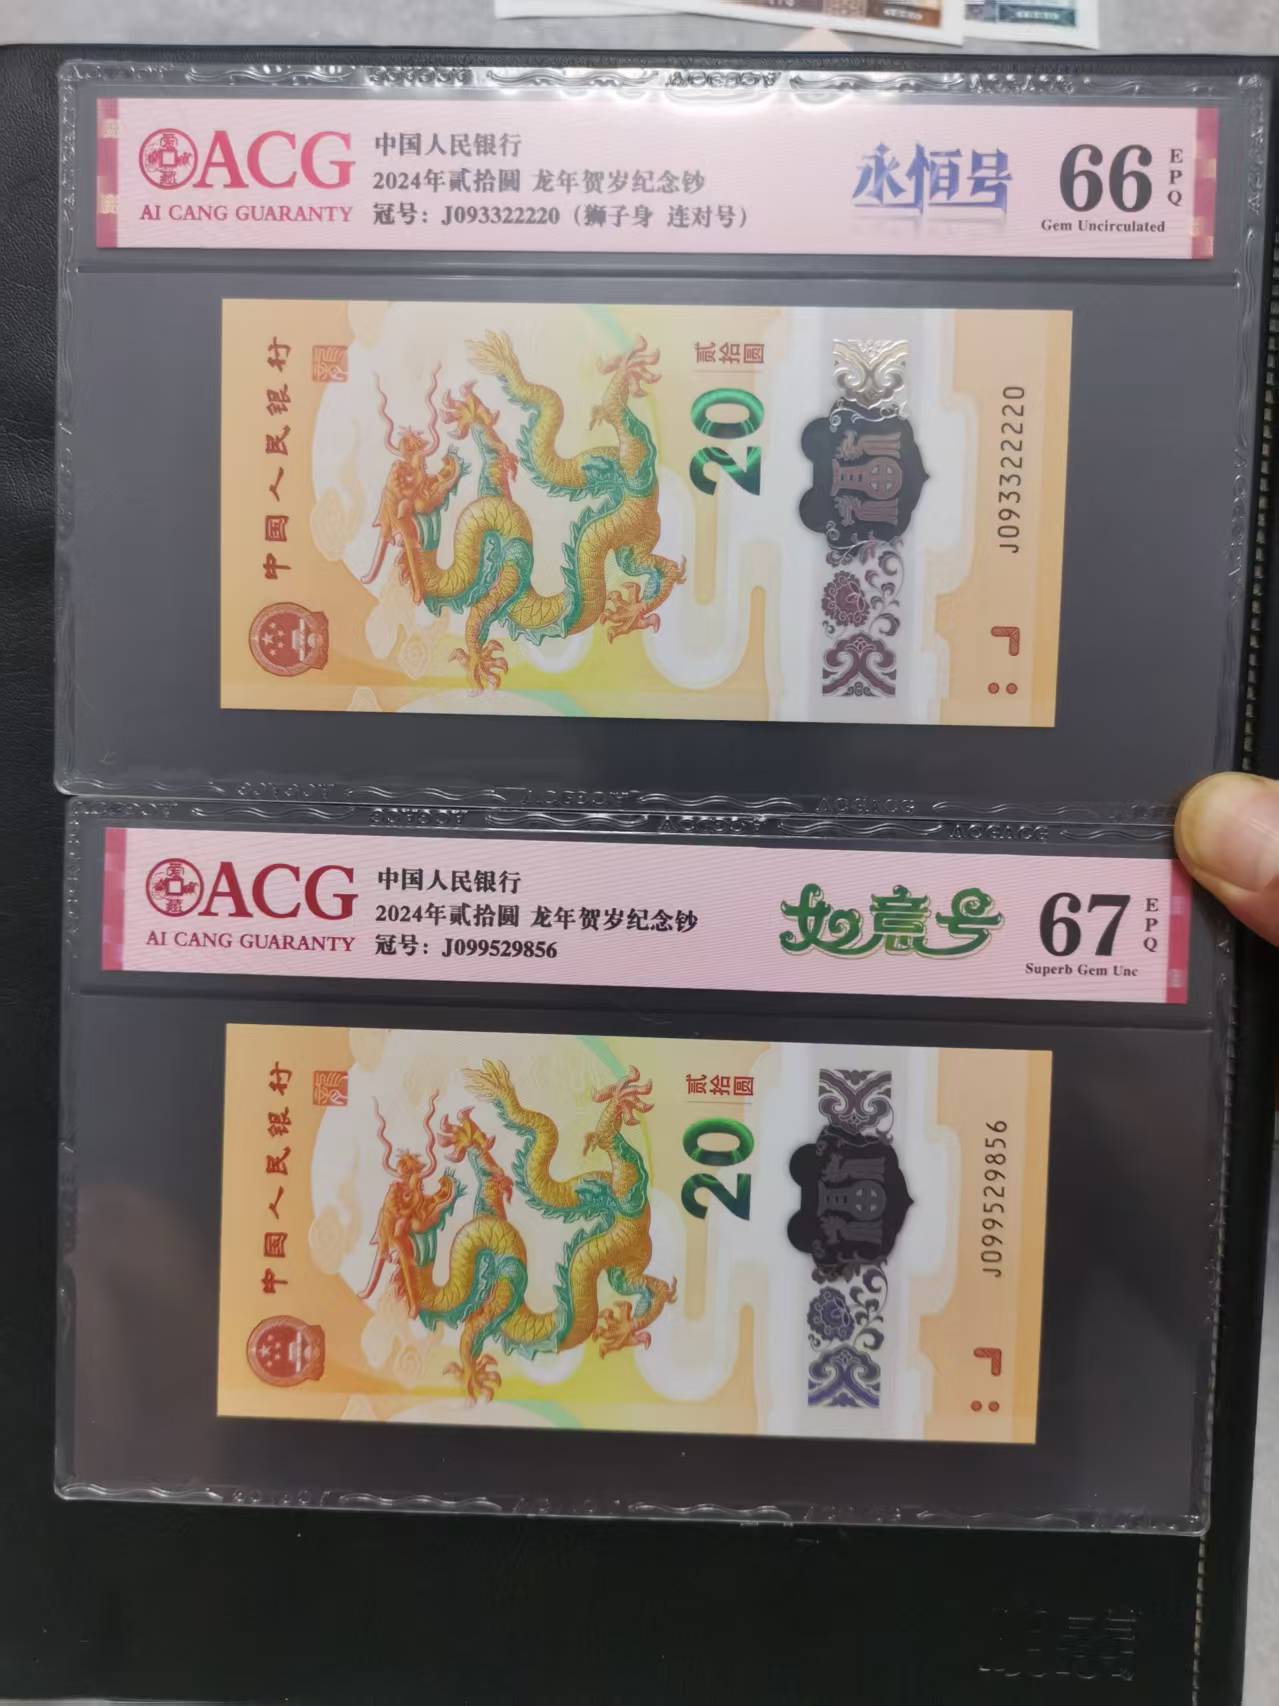 ACG
AI CANG GUARANTY
中国人民银行
2024年贰拾圆 龙年贺岁纪念钞
冠号：J093322220（狮子身 连对号）
永恒号
66
EPQ
Gem Uncirculated
中国人民银行
贰拾圆
20
J093322220
ACG
AI CANG GUARANTY
中国人民银行
2024年贰拾圆 龙年贺岁纪念钞
冠号：J099529856
如意号
67
EPQ
Superb Gem Unc
中国人民银行
贰拾圆
20
J099529856